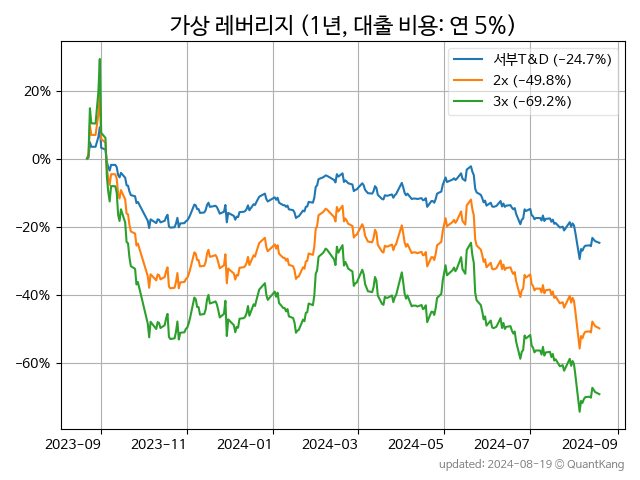 가상 레버리지 (1년, 대출 비용: 연 5%)
서부T&D (−24.7%)
2x (−49.8%)
3x (−69.2%)
20%
0%
−20%
−40%
−60%
2023-09 2023-11 2024-01 2024-03 2024-05 2024-07 2024-09
updated: 2024-08-19 © QuantKang